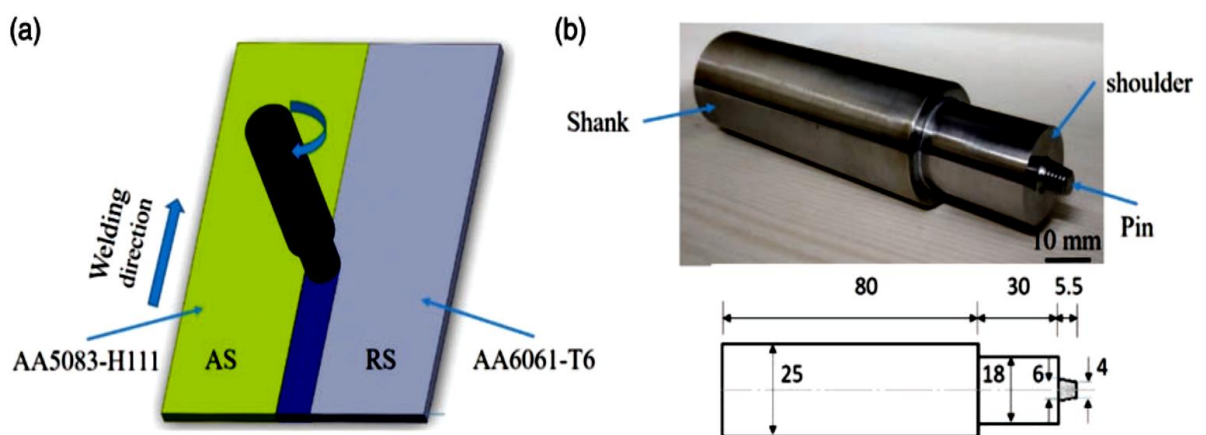 (a)
Welding
direction
AA5083-H111
AS
RS
AA6061-T6
(b)
Shank
shoulder
Pin
10 mm
80
30
5.5
25
18
6
4